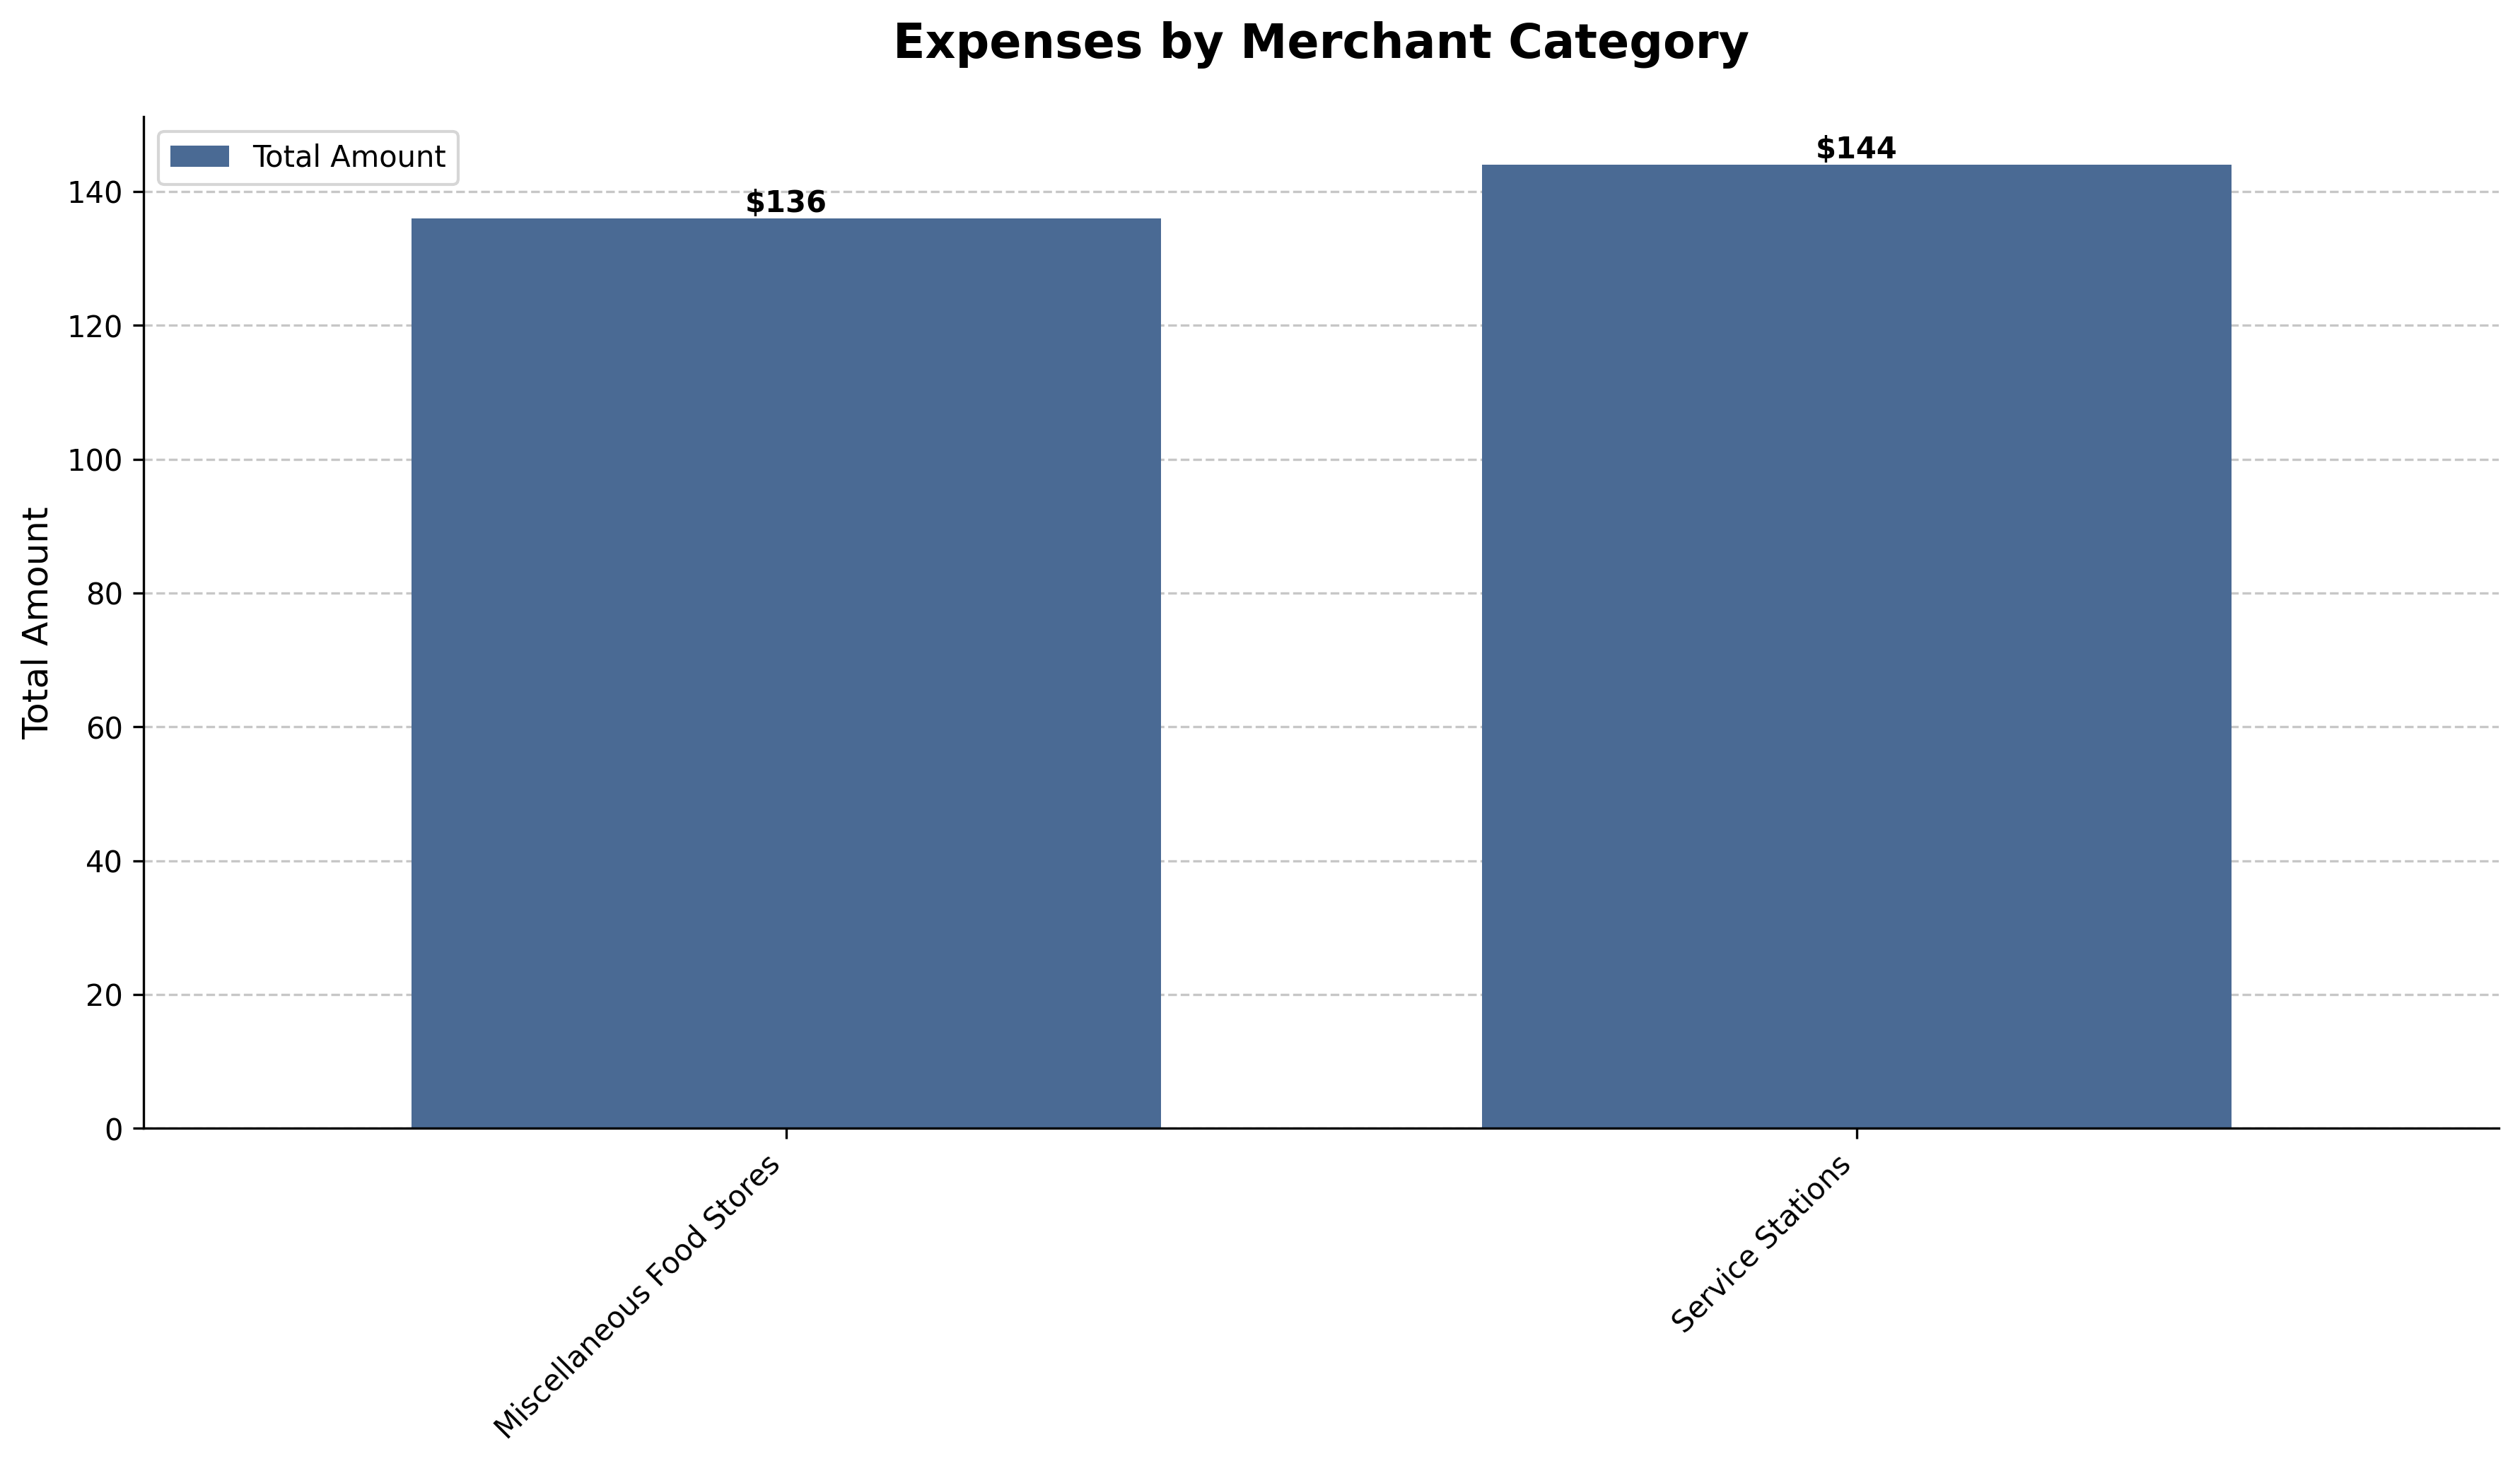 Expenses by Merchant Category
Total Amount
$144
$136
140
120
100
80
60
40
20
0
Total Amount
Miscellaneous Food Stores
Service Stations